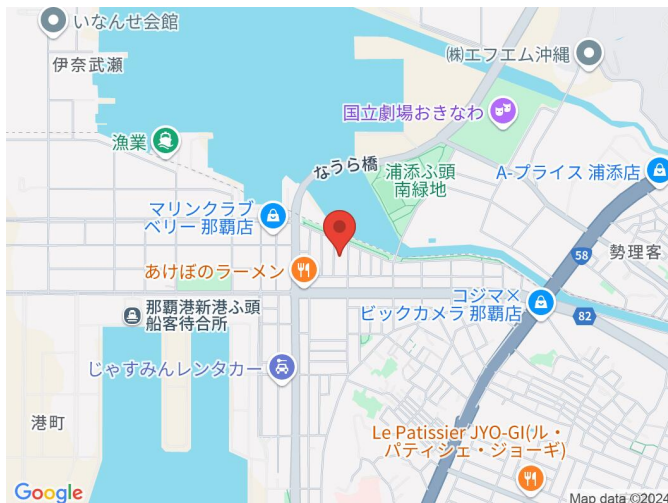 いなんせ会館
伊奈武瀬
㈱エフエム沖縄
国立劇場おきなわ
漁業
なうら橋
浦添ふ頭
南緑地
A-プライス 浦添店
マリンクラブ
ベリー 那覇店
58
勢理客
あけぼのラーメン
那覇港新港ふ頭
船客待合所
コジマ×
ビックカメラ 那覇店
82
じゃすみんレンタカー
港町
Le Patissier JYO-GI(ル・
パティシェ・ジョーギ)
Google
Map data ©2024